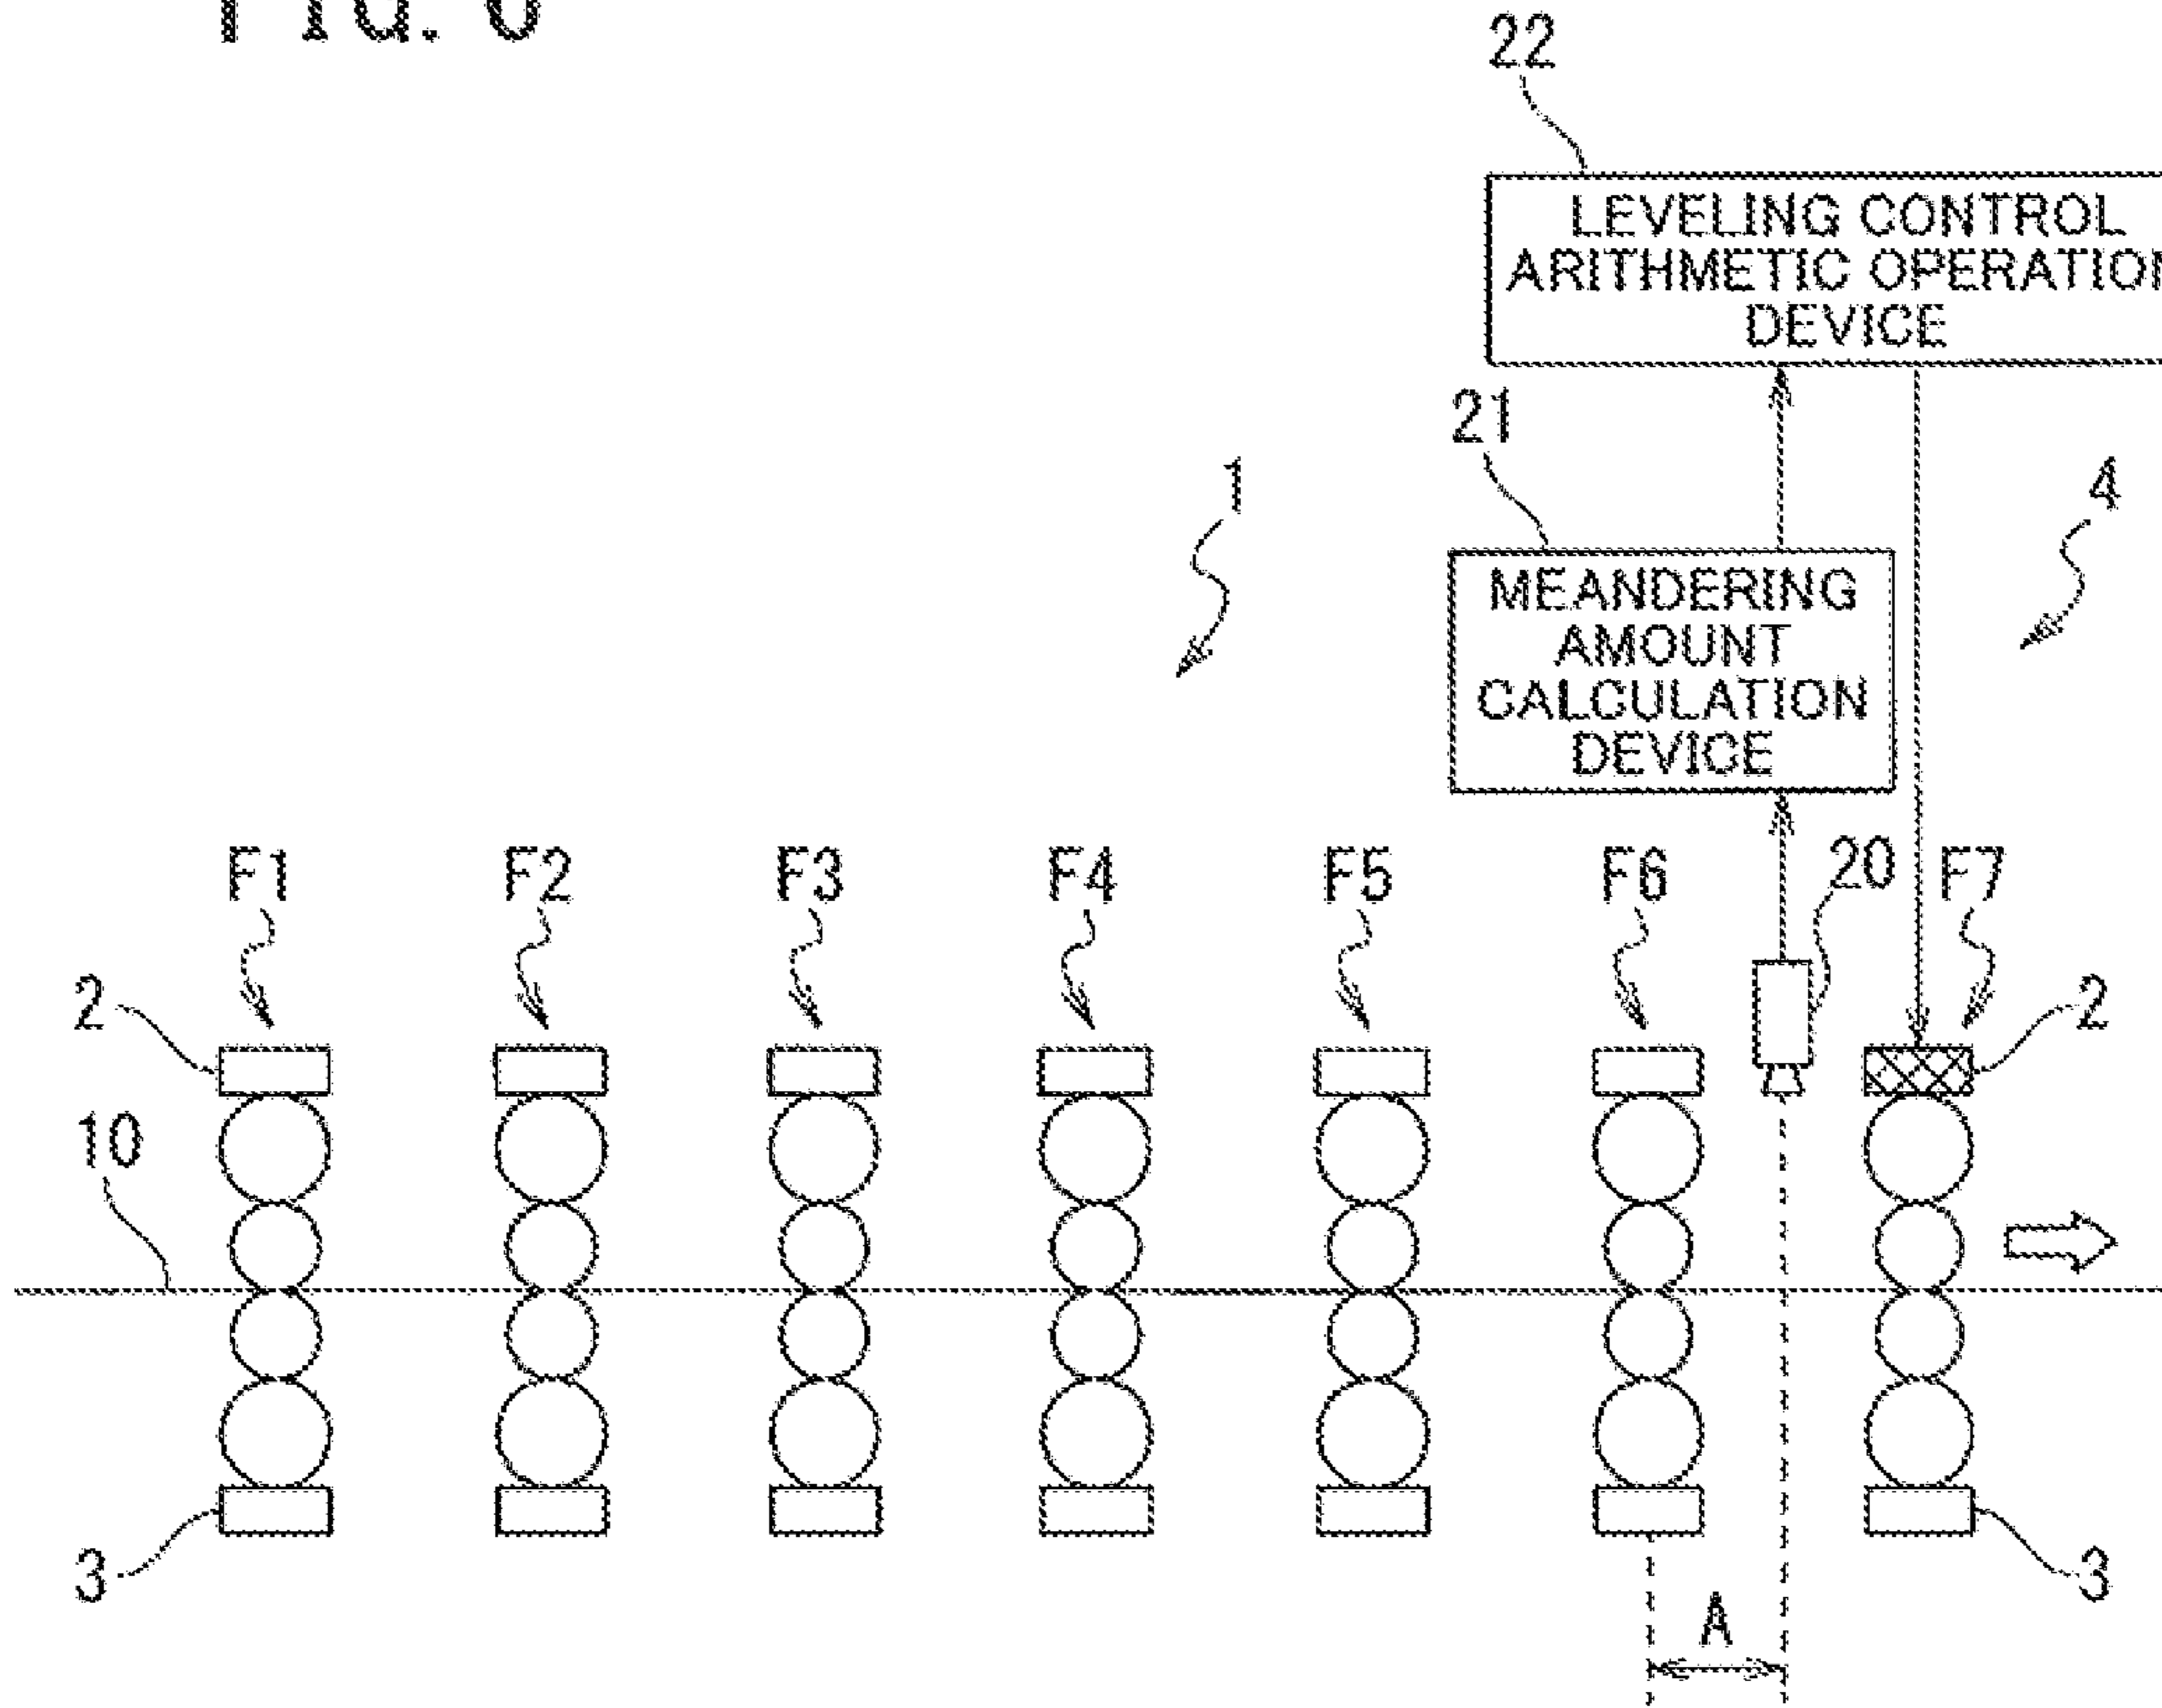 22
LEVELING CONTROL
ARITHMETIC OPERATION
DEVICE
21
1
4
MEANDERING
AMOUNT
CALCULATION
DEVICE
F1 F2 F3 F4 F5 F6 20 F7
2 2
10
3 3
A